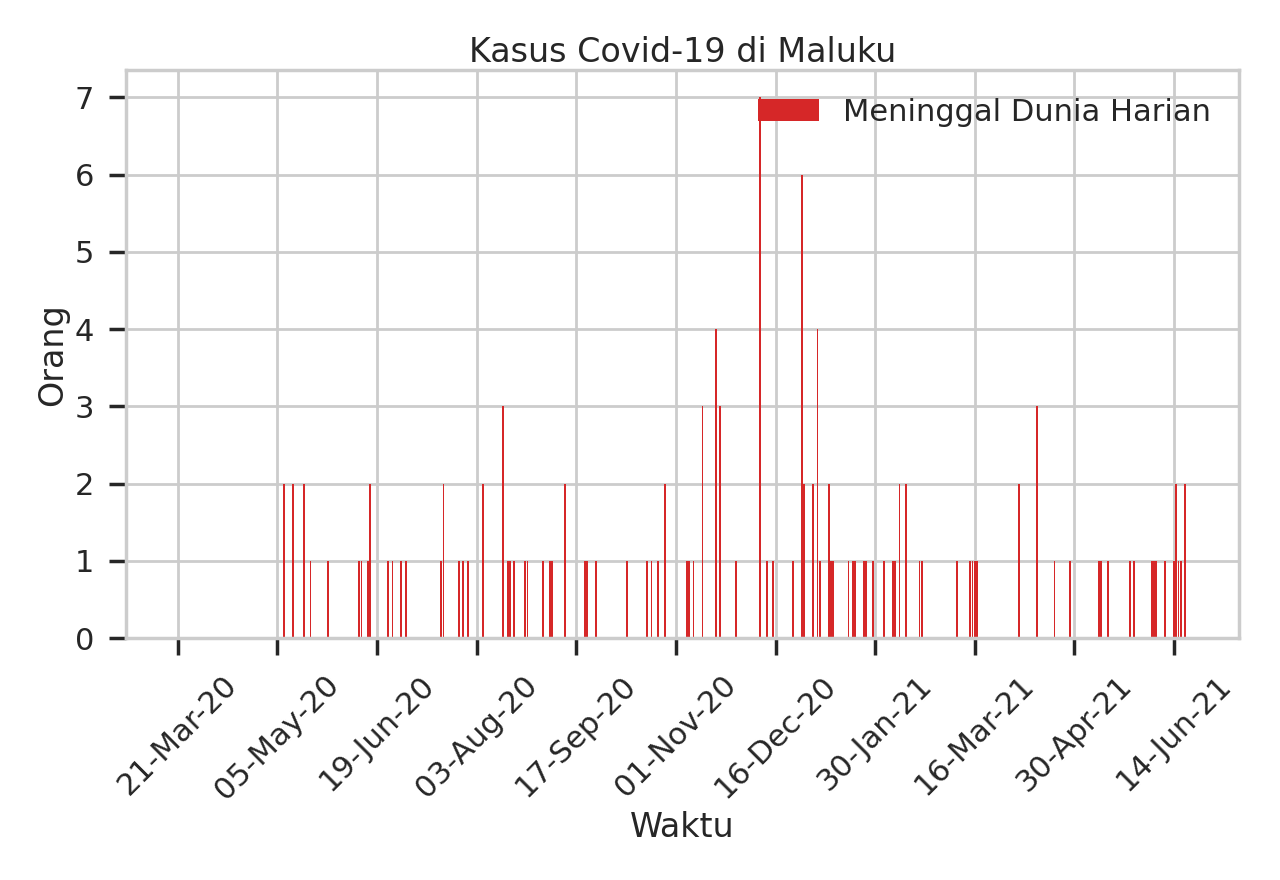 Kasus Covid-19 di Maluku
Meninggal Dunia Harian
Orang
7
6
5
4
3
2
1
0
21-Mar-20
05-May-20
19-Jun-20
03-Aug-20
17-Sep-20
01-Nov-20
16-Dec-20
30-Jan-21
16-Mar-21
30-Apr-21
14-Jun-21
Waktu